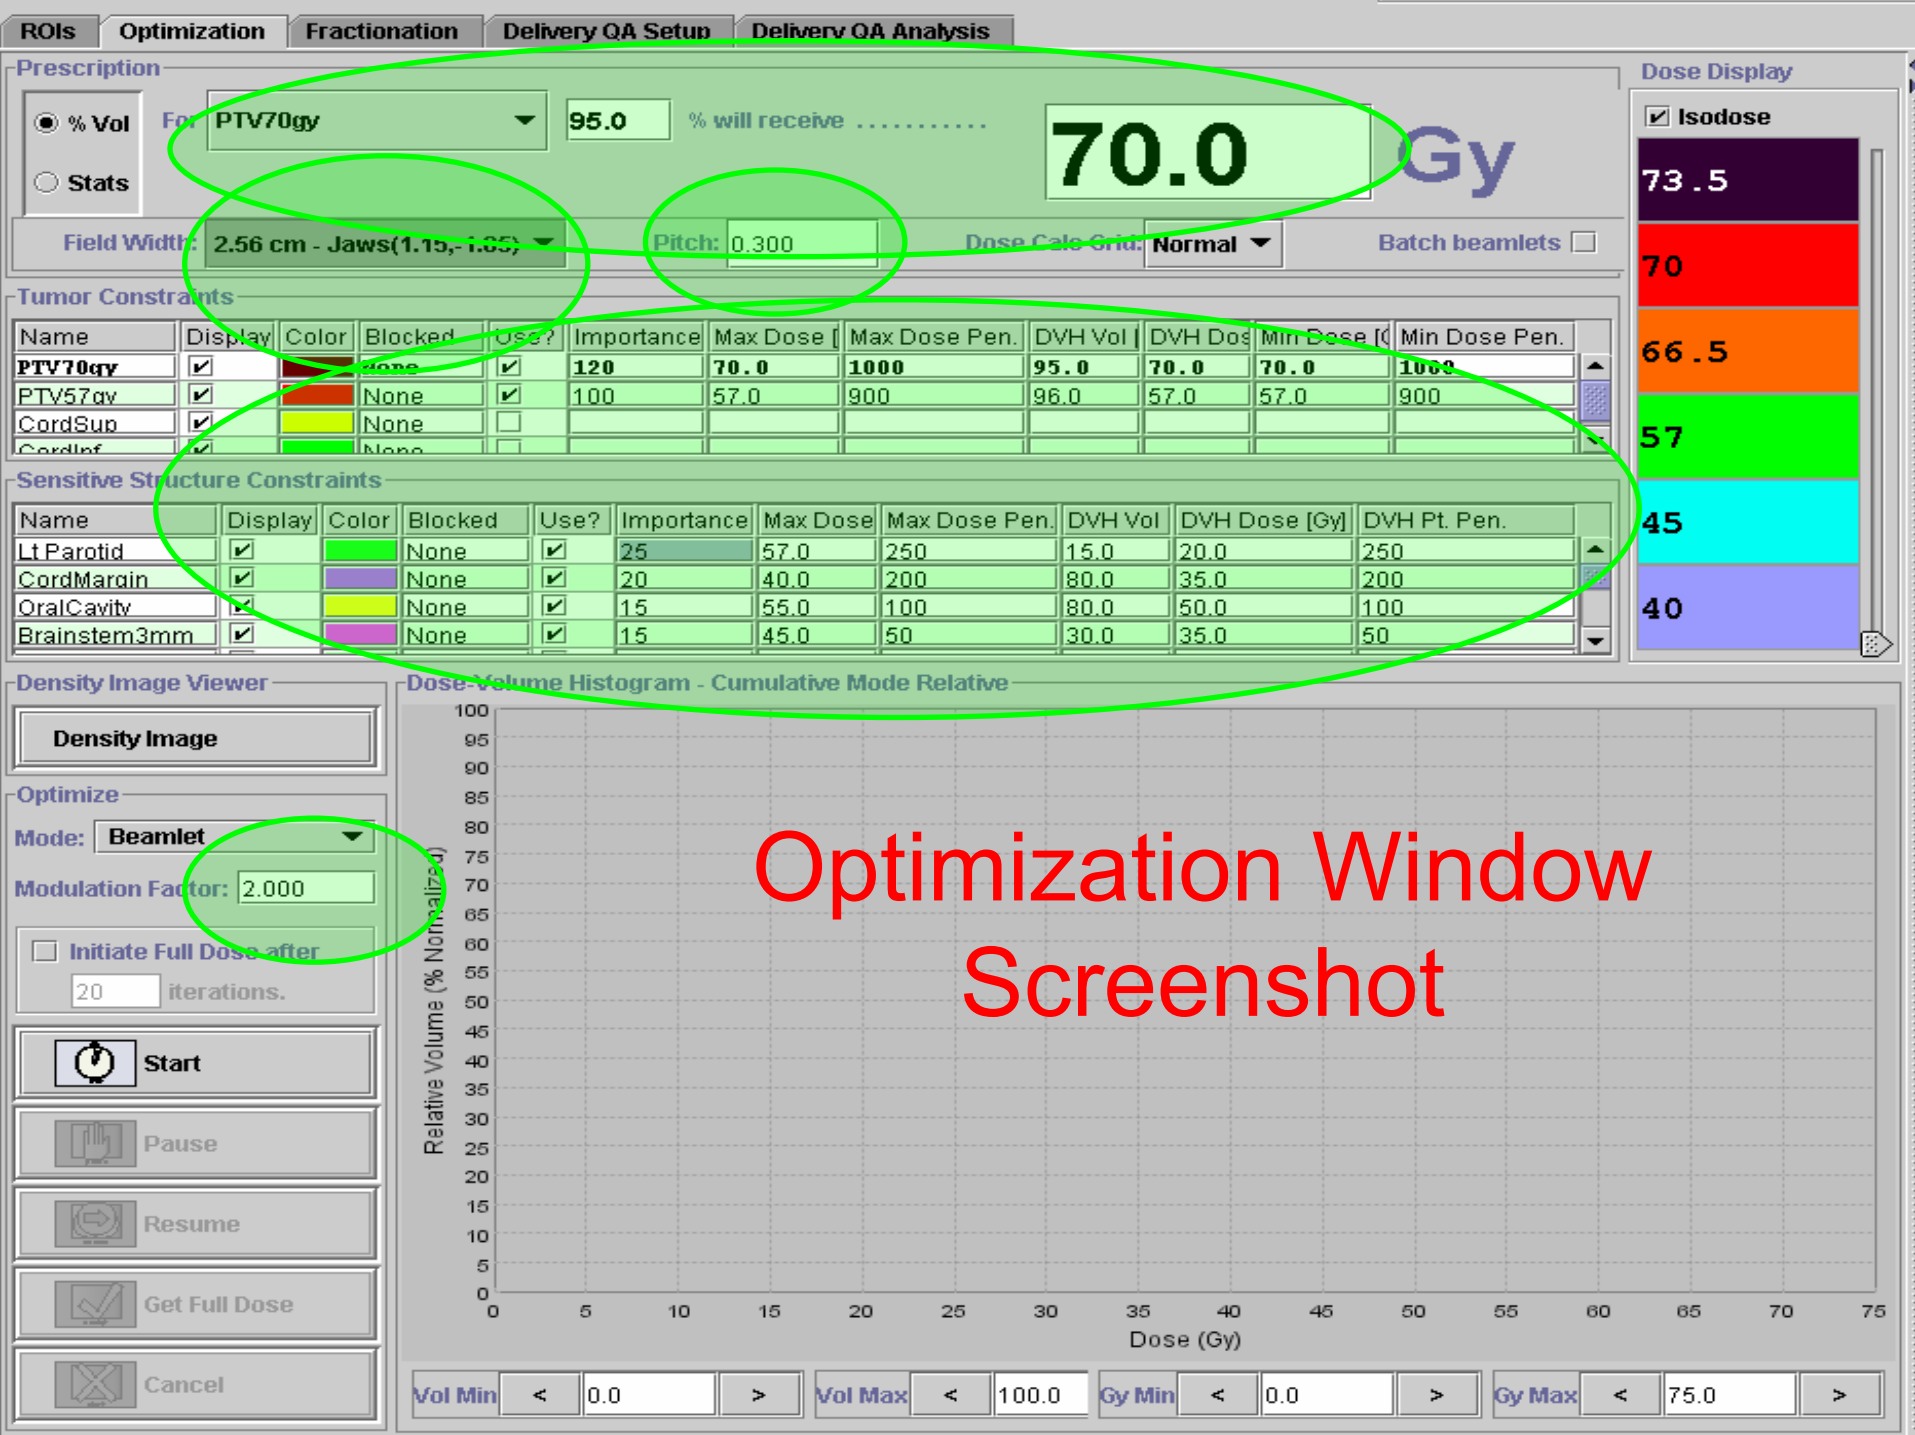 ROIs Optimization Fractionation Delivery QA Setup Delivery QA Analysis
Prescription
% Vol
Stats
For PTV70gy 95.0 % will receive ........... 70.0 Gy
Field Width: 2.56 cm - Jaws(1.15,-1.35) Pitch: 0.300 Dose Calc Grid: Normal Batch beamlets
Tumor Constraints
Name Display Color Blocked Use? Importance Max Dose [ Max Dose Pen. DVH Vol [ DVH Dos Min Dose [( Min Dose Pen.
PTV70gy None 120 70.0 1000 95.0 70.0 70.0 1000
PTV57gy None 100 57.0 900 96.0 57.0 57.0 900
CordSup None
CordInf None
Sensitive Structure Constraints
Name Display Color Blocked Use? Importance Max Dose Max Dose Pen. DVH Vol DVH Dose [Gy] DVH Pt. Pen.
Lt Parotid None 25 57.0 250 15.0 20.0 250
CordMargin None 20 40.0 200 80.0 35.0 200
OralCavity None 15 55.0 100 80.0 50.0 100
Brainstem3mm None 15 45.0 50 30.0 35.0 50
Dose Display
Isodose
73.5
70
66.5
57
45
40
Density Image Viewer
Density Image
Optimize
Mode: Beamlet
Modulation Factor: 2.000
Initiate Full Dose after
20 iterations.
Start
Pause
Resume
Get Full Dose
Cancel
Dose-Volume Histogram - Cumulative Mode Relative
Relative Volume (% Normalized)
100
95
90
85
80
75
70
65
60
55
50
45
40
35
30
25
20
15
10
5
0
0 5 10 15 20 25 30 35 40 45 50 55 60 65 70 75
Dose (Gy)
Optimization Window
Screenshot
Vol Min < 0.0 > Vol Max < 100.0 Gy Min < 0.0 > Gy Max < 75.0 >